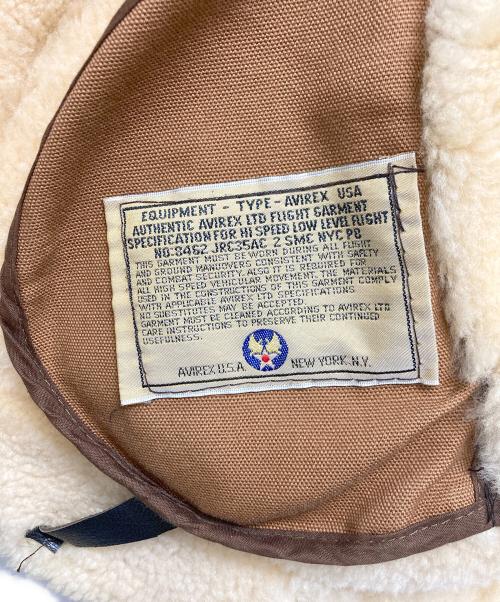 EQUIPMENT - TYPE - AVIREX USA
AUTHENTIC AVIREX LTD FLIGHT GARMENT
SPECIFICATION FOR HI SPEED LOW LEVEL FLIGHT
NO. 8462 JRC35AC 2 SMC NYC PB
THIS GARMENT MUST BE WORN DURING ALL FLIGHT
AND GROUND MANUOVERS CONSISTENT WITH SAFETY
AND COMBAT SECURITY. ALSO IT IS REQUIRED FOR
ALL HIGH SPEED VEHICULAR MOVEMENT. THE MATERIALS
USED IN THE CONSTRUCTIONS OF THIS GARMENT COMPLY
WITH APPLICABLE AVIREX LTD SPECIFICATIONS
NO SUBSTITUTES MAY BE ACCEPTED.
GARMENT MUST BE CLEANED ACCORDING TO AVIREX LTD
CARE INSTRUCTIONS TO PRESERVE THEIR CONTINUED
USEFULNESS.
AVIREX U.S.A. NEW YORK. N.Y.